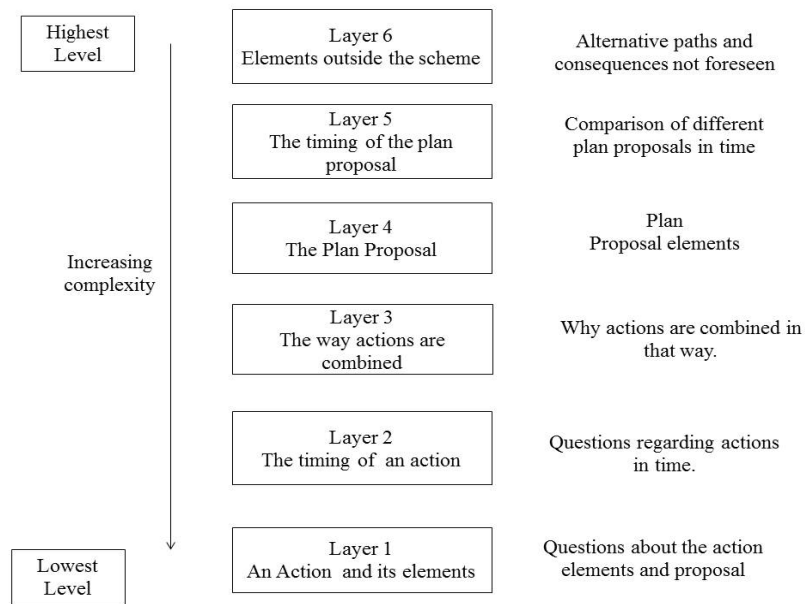 Highest
Level
Layer 6
Elements outside the scheme
Alternative paths and
consequences not foreseen
Layer 5
The timing of the plan
proposal
Comparison of different
plan proposals in time
Layer 4
The Plan Proposal
Plan
Proposal elements
Increasing
complexity
Layer 3
The way actions are
combined
Why actions are combined in
that way.
Layer 2
The timing of an action
Questions regarding actions
in time.
Lowest
Level
Layer 1
An Action and its elements
Questions about the action
elements and proposal